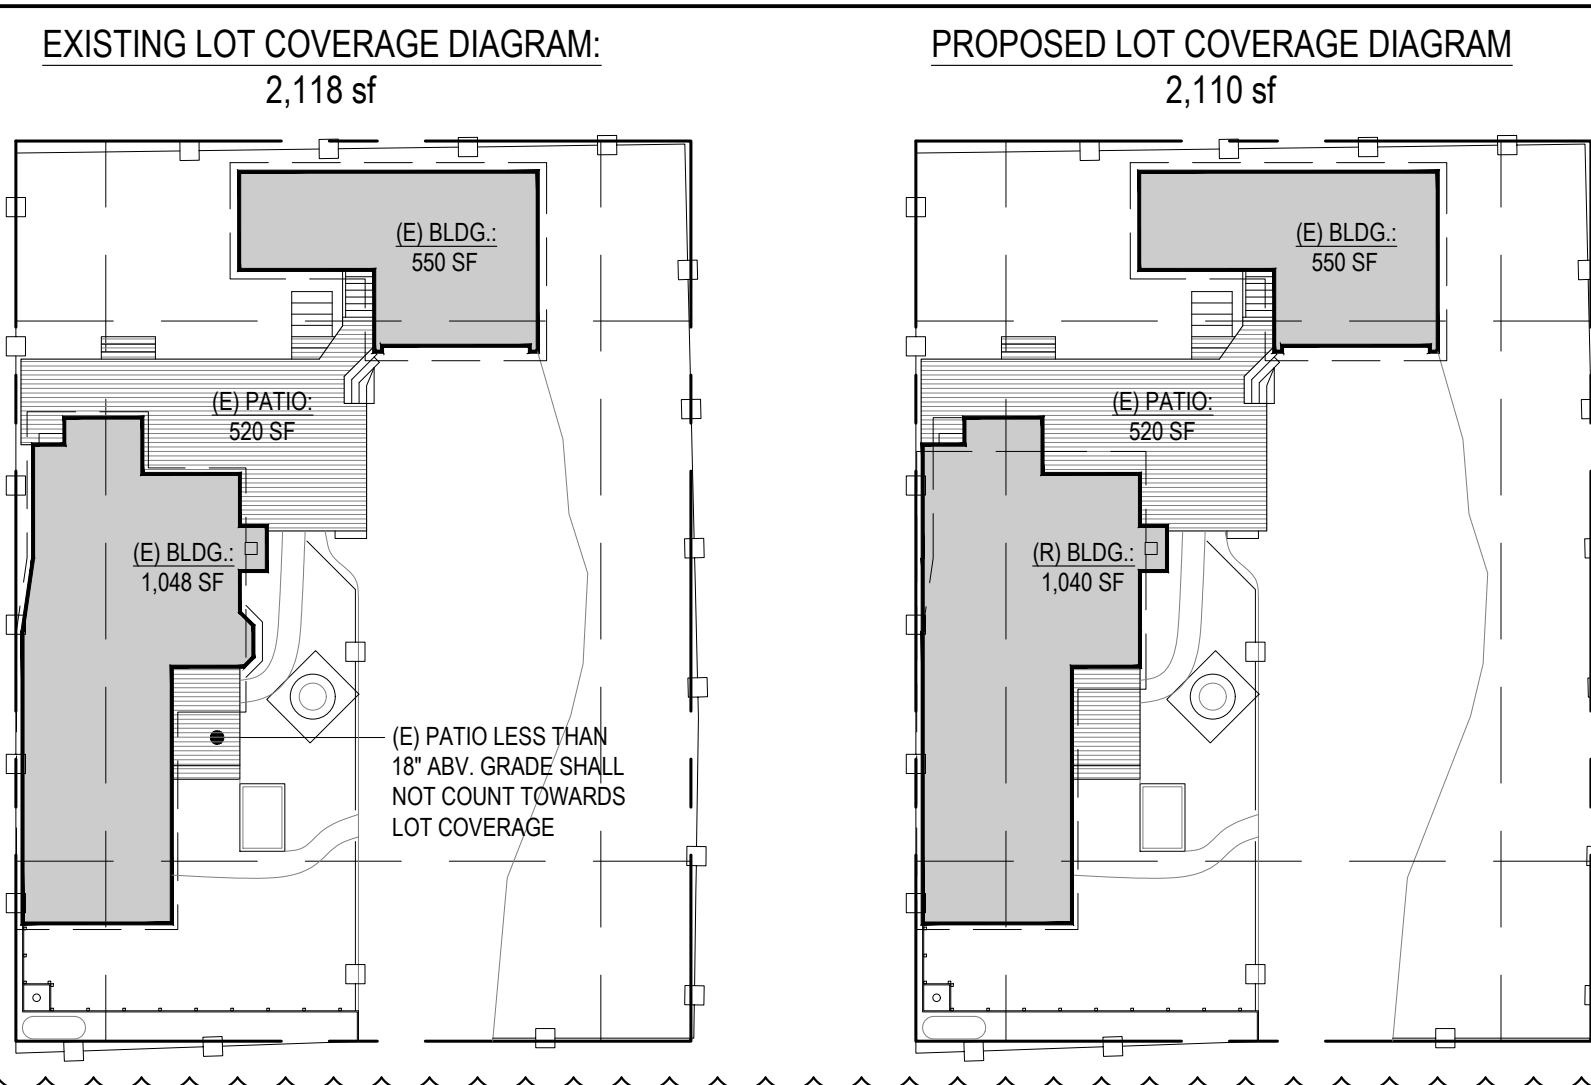 EXISTING LOT COVERAGE DIAGRAM:
2,118 sf
(E) BLDG.:
550 SF
(E) PATIO:
520 SF
(E) BLDG.:
1,048 SF
(E) PATIO LESS THAN
18" ABV. GRADE SHALL
NOT COUNT TOWARDS
LOT COVERAGE
PROPOSED LOT COVERAGE DIAGRAM
2,110 sf
(E) BLDG.:
550 SF
(E) PATIO:
520 SF
(R) BLDG.:
1,040 SF